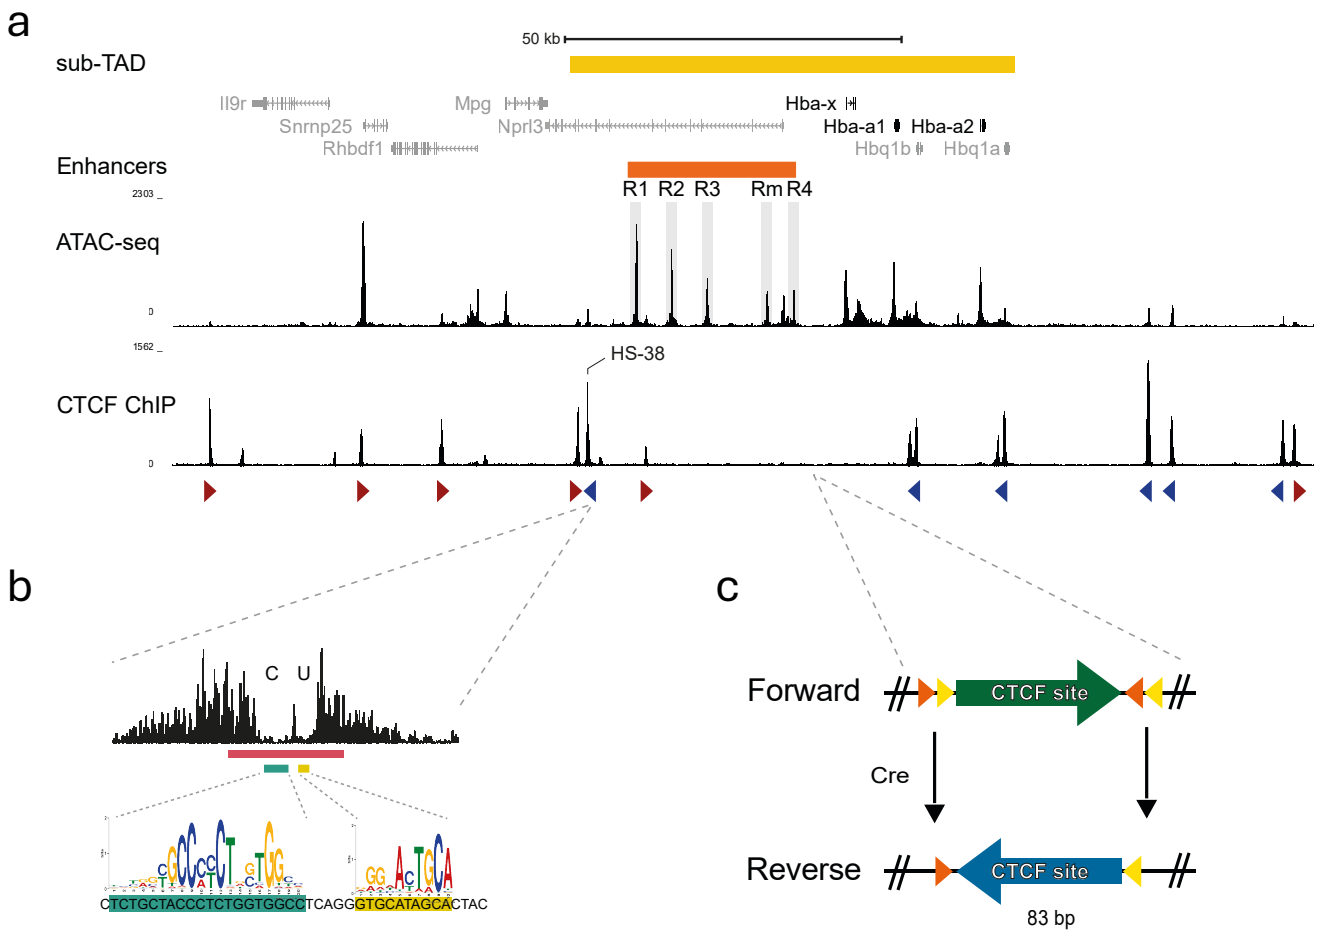 a
50 kb
sub-TAD
Il9r
Mpg
Hba-x
Snrnp25
Nprl3
Hba-a1
Hba-a2
Rhbdf1
Hbq1b
Hbq1a
Enhancers
R1 R2 R3 Rm R4
2303
ATAC-seq
0
1562
HS-38
CTCF ChIP
0
b
c
C U
Forward
CTCF site
Cre
Reverse
CTCF site
83 bp
CTCTGCTACCCTCTGGTGGCCTCAGGGTGCATAGCACTAC